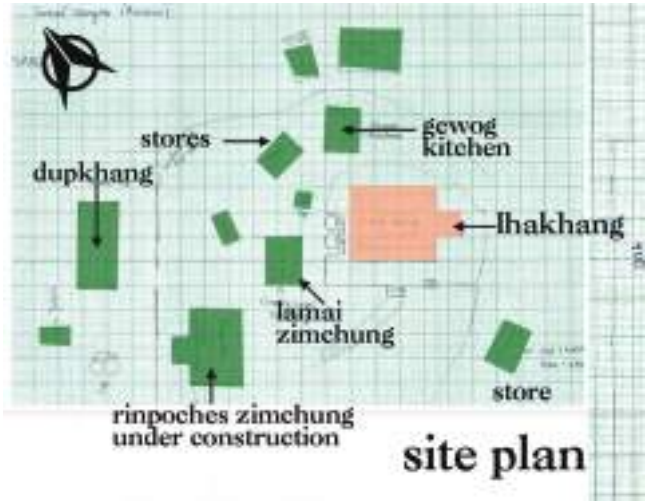 stores
gewog
kitchen
dupkhang
lhakhang
lamai
zimchung
store
rinpoches zimchung
under construction
site plan